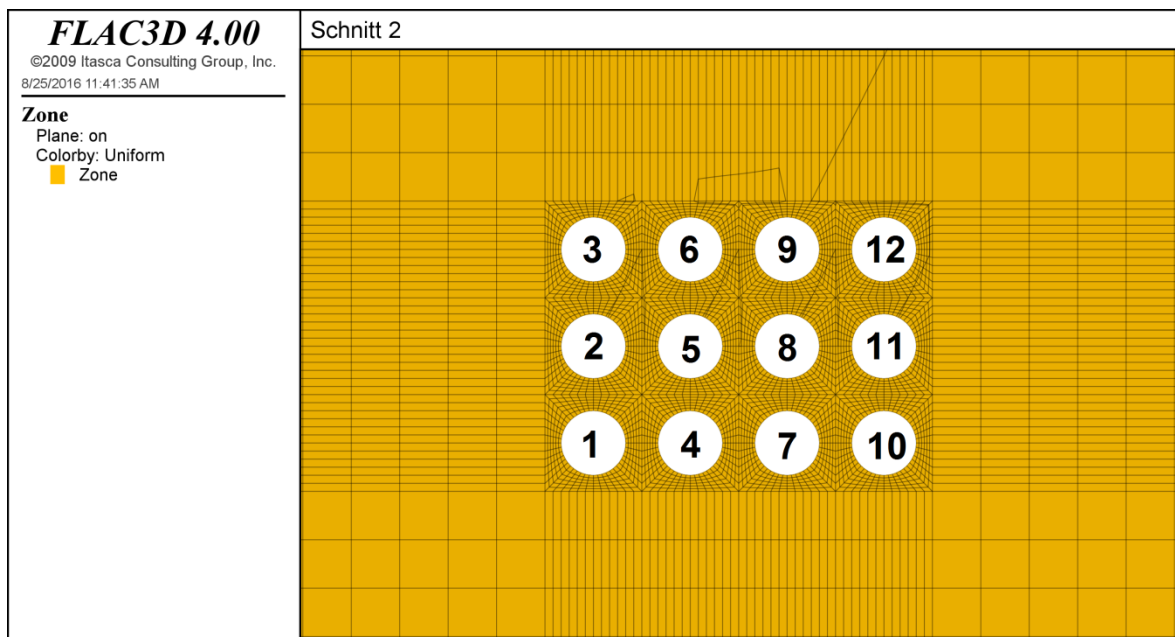 FLAC3D 4.00
©2009 Itasca Consulting Group, Inc.
8/25/2016 11:41:35 AM
Zone
Plane: on
Colorby: Uniform
Zone
Schnitt 2
3 6 9 12
2 5 8 11
1 4 7 10